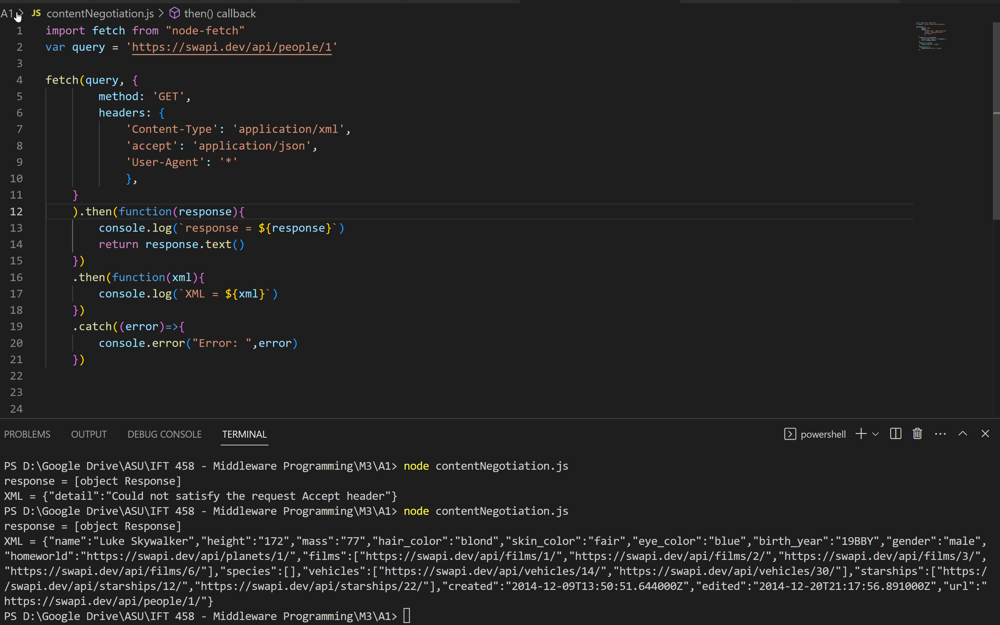 A1 > JS contentNegotiation.js > then() callback
1 import fetch from "node-fetch"
2 var query = 'https://swapi.dev/api/people/1'
3
4 fetch(query, {
5 method: 'GET',
6 headers: {
7 'Content-Type': 'application/xml',
8 'accept': 'application/json',
9 'User-Agent': '*'
10 },
11 }
12 ).then(function(response){
13 console.log(`response = ${response}`)
14 return response.text()
15 })
16 .then(function(xml){
17 console.log(`XML = ${xml}`)
18 })
19 .catch((error)=>{
20 console.error("Error: ",error)
21 })
22
23
24
PROBLEMS OUTPUT DEBUG CONSOLE TERMINAL powershell
PS D:\Google Drive\ASU\IFT 458 - Middleware Programming\M3\A1> node contentNegotiation.js
response = [object Response]
XML = {"detail":"Could not satisfy the request Accept header"}
PS D:\Google Drive\ASU\IFT 458 - Middleware Programming\M3\A1> node contentNegotiation.js
response = [object Response]
XML = {"name":"Luke Skywalker","height":"172","mass":"77","hair_color":"blond","skin_color":"fair","eye_color":"blue","birth_year":"19BBY","gender":"male",
"homeworld":"https://swapi.dev/api/planets/1/","films":["https://swapi.dev/api/films/1/","https://swapi.dev/api/films/2/","https://swapi.dev/api/films/3/",
"https://swapi.dev/api/films/6/"],"species":[],"vehicles":["https://swapi.dev/api/vehicles/14/","https://swapi.dev/api/vehicles/30/"],"starships":["https:/
/swapi.dev/api/starships/12/","https://swapi.dev/api/starships/22/"],"created":"2014-12-09T13:50:51.644000Z","edited":"2014-12-20T21:17:56.891000Z","url":"
https://swapi.dev/api/people/1/"}
PS D:\Google Drive\ASU\IFT 458 - Middleware Programming\M3\A1>